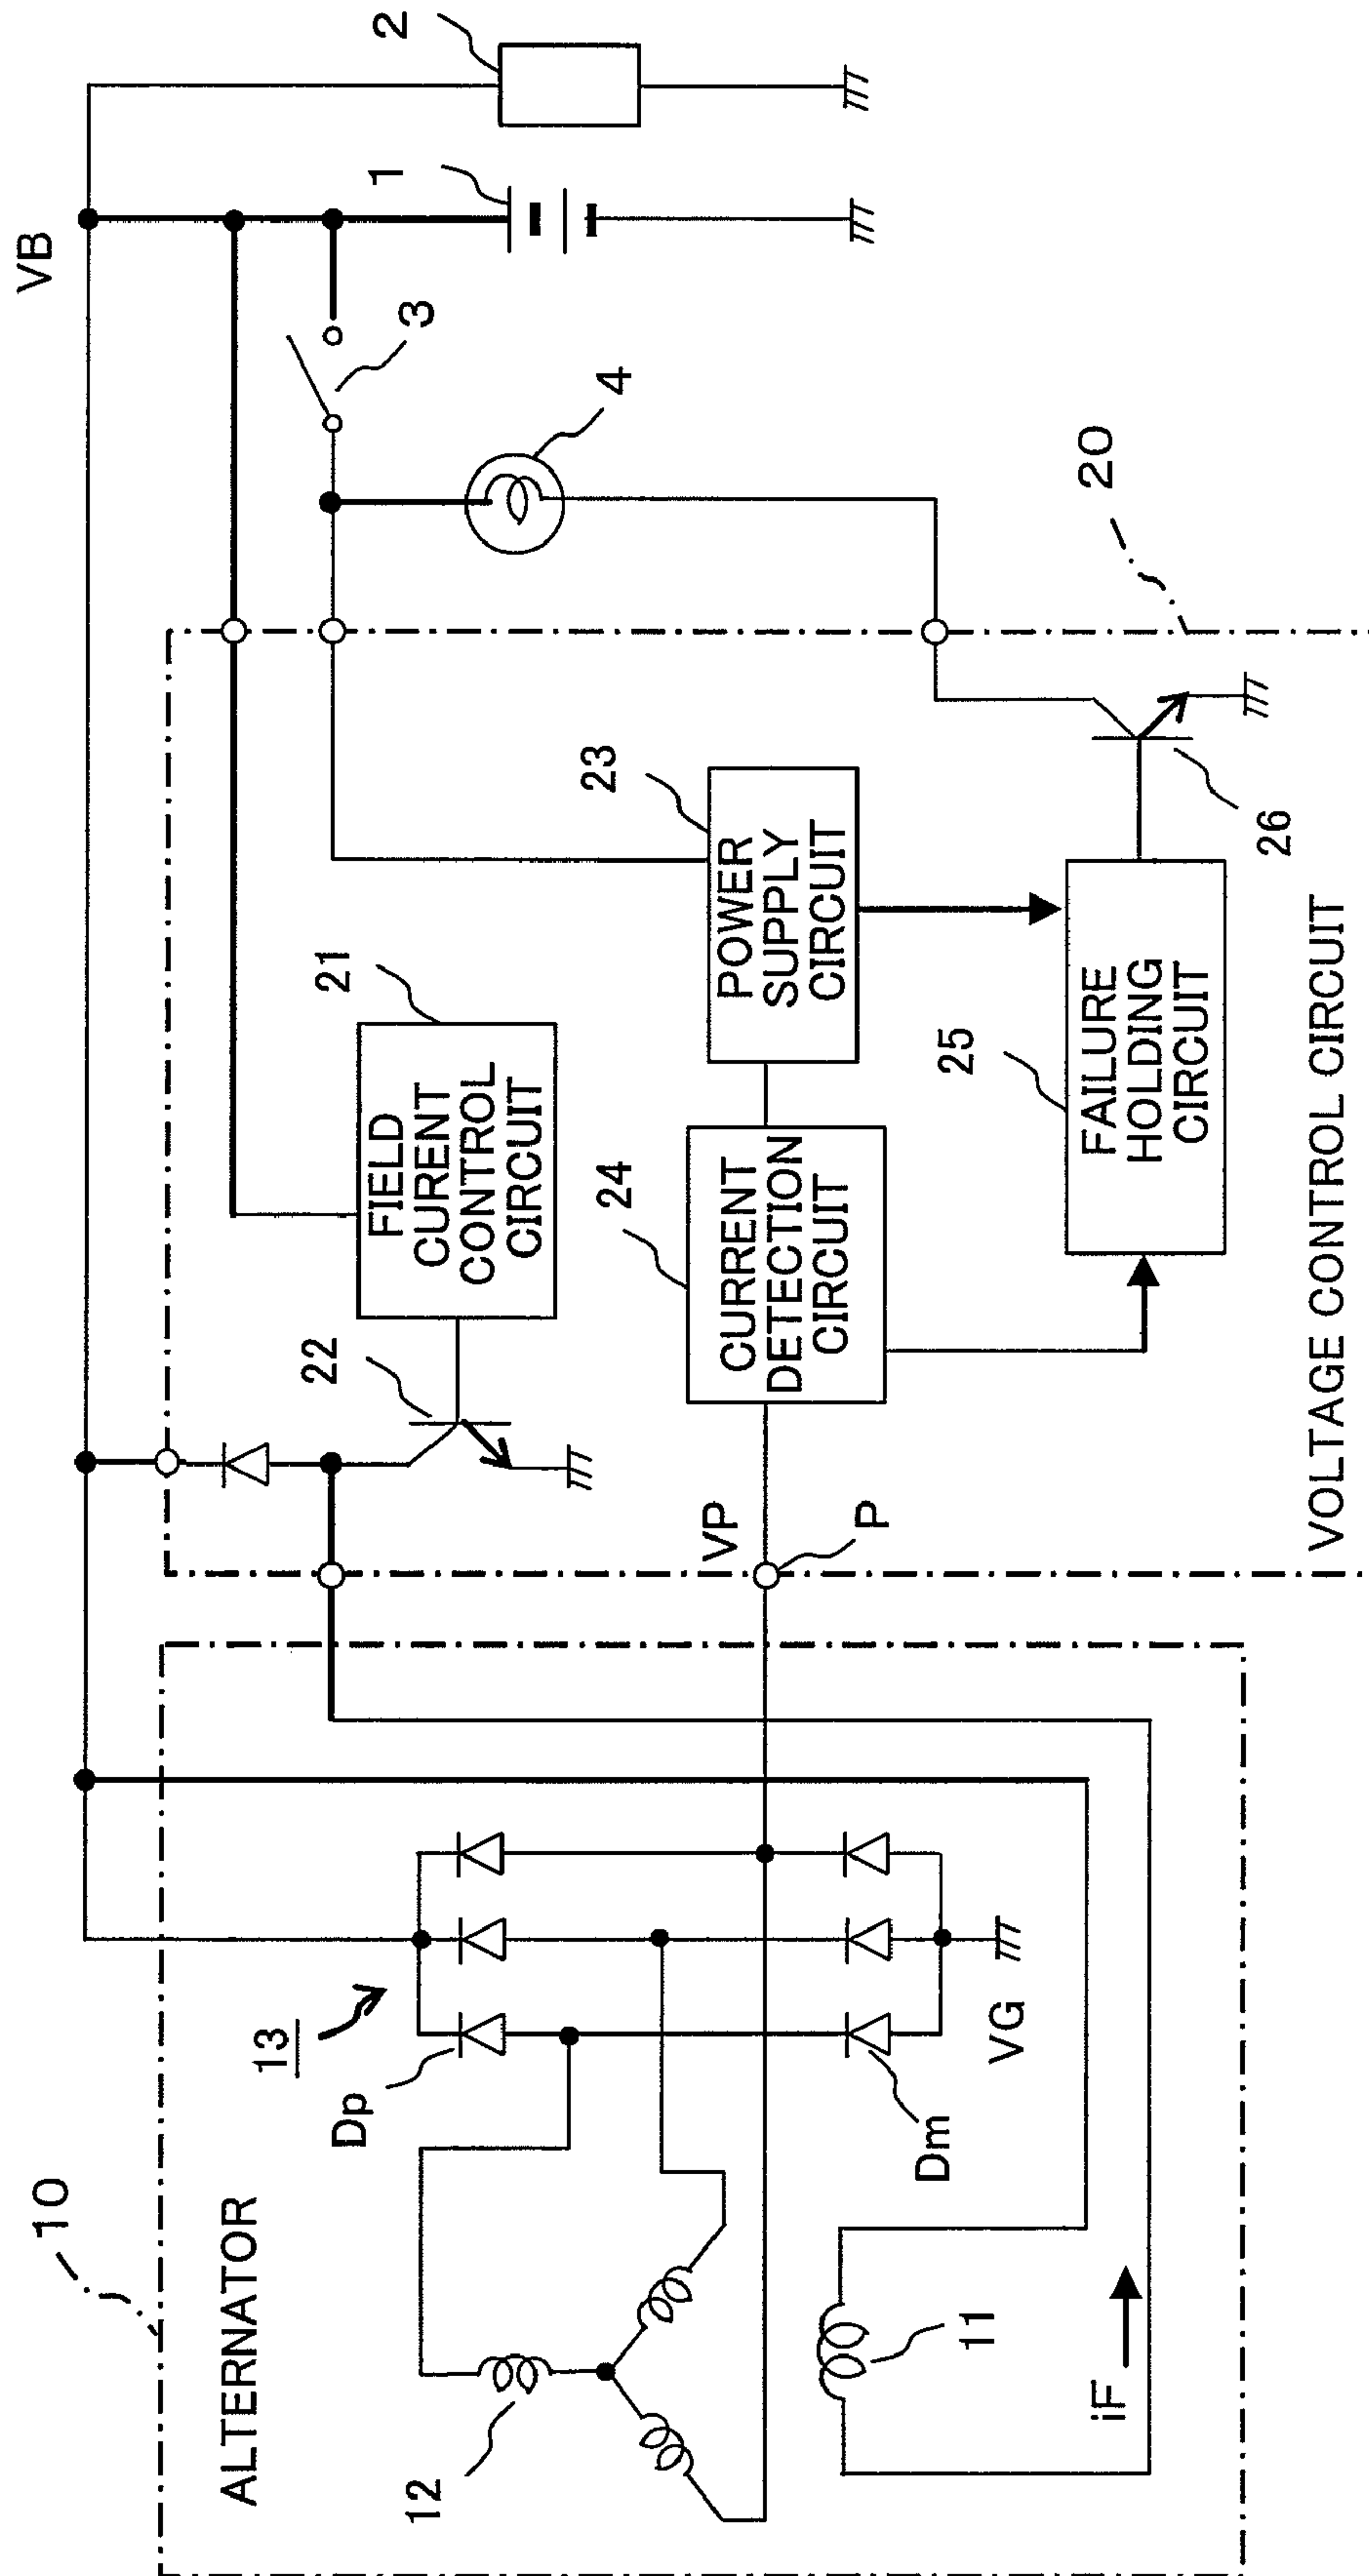 10
ALTERNATOR
12
13
Dp
Dm
VG
11
iF
VB
22
21
FIELD
CURENT
CONTROL
CIRCUIT
VP
P
24
CURRENT
DETECTION
CIRCUIT
23
POWER
SUPPLY
CIRCUIT
25
FAILURE
HOLDING
CIRCUIT
26
20
VOLTAGE CONTROL CIRCUIT
3
4
1
2